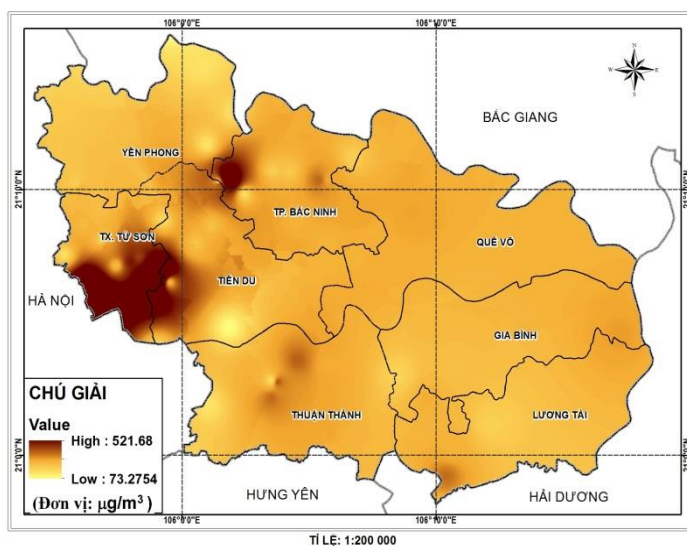 106°0'0"E
106°10'0"E
N
W
E
S
BẮC GIANG
YÊN PHONG
21°10'0"N
TP. BẮC NINH
TX. TỪ SƠN
QUẾ VÕ
TIÊN DU
HÀ NỘI
GIA BÌNH
CHÚ GIẢI
Value
High : 521.68
Low : 73.2754
(Đơn vị: µg/m³)
THUẬN THÀNH
LƯƠNG TÀI
21°0'0"N
HƯNG YÊN
HẢI DƯƠNG
106°0'0"E
106°10'0"E
TỈ LỆ: 1:200 000